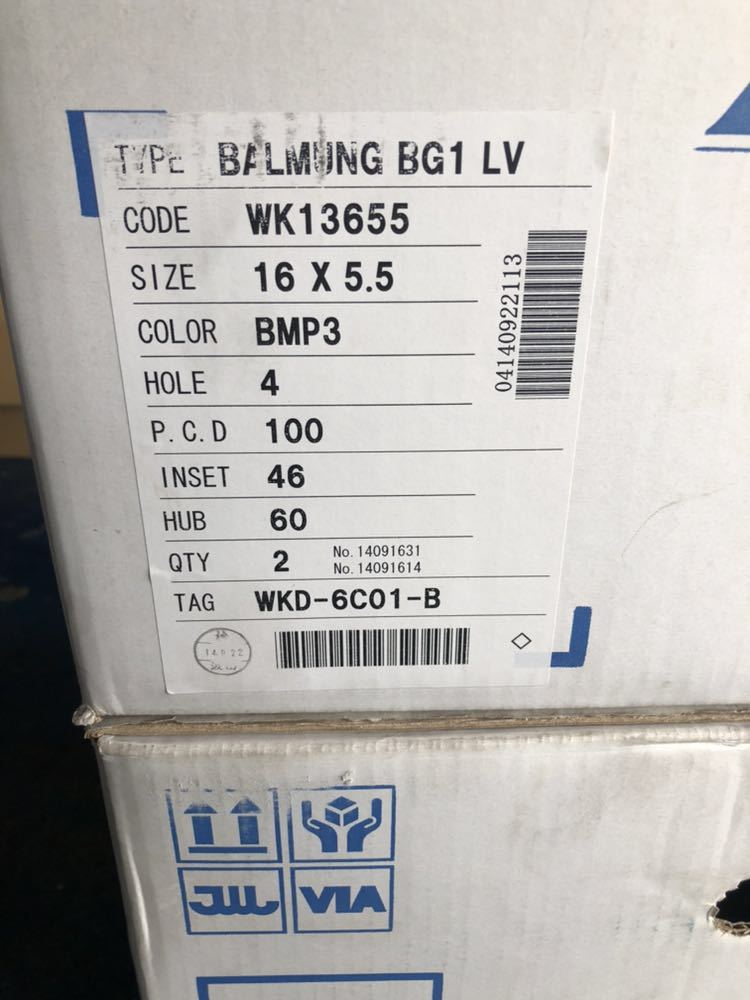 TYPE BALMUNG BG1 LV
CODE WK13655
SIZE 16 X 5.5
COLOR BMP3
HOLE 4
P.C.D 100
INSET 46
HUB 60
QTY 2 No. 14091631
No. 14091614
TAG WKD-6C01-B
04140922113
JWL VIA